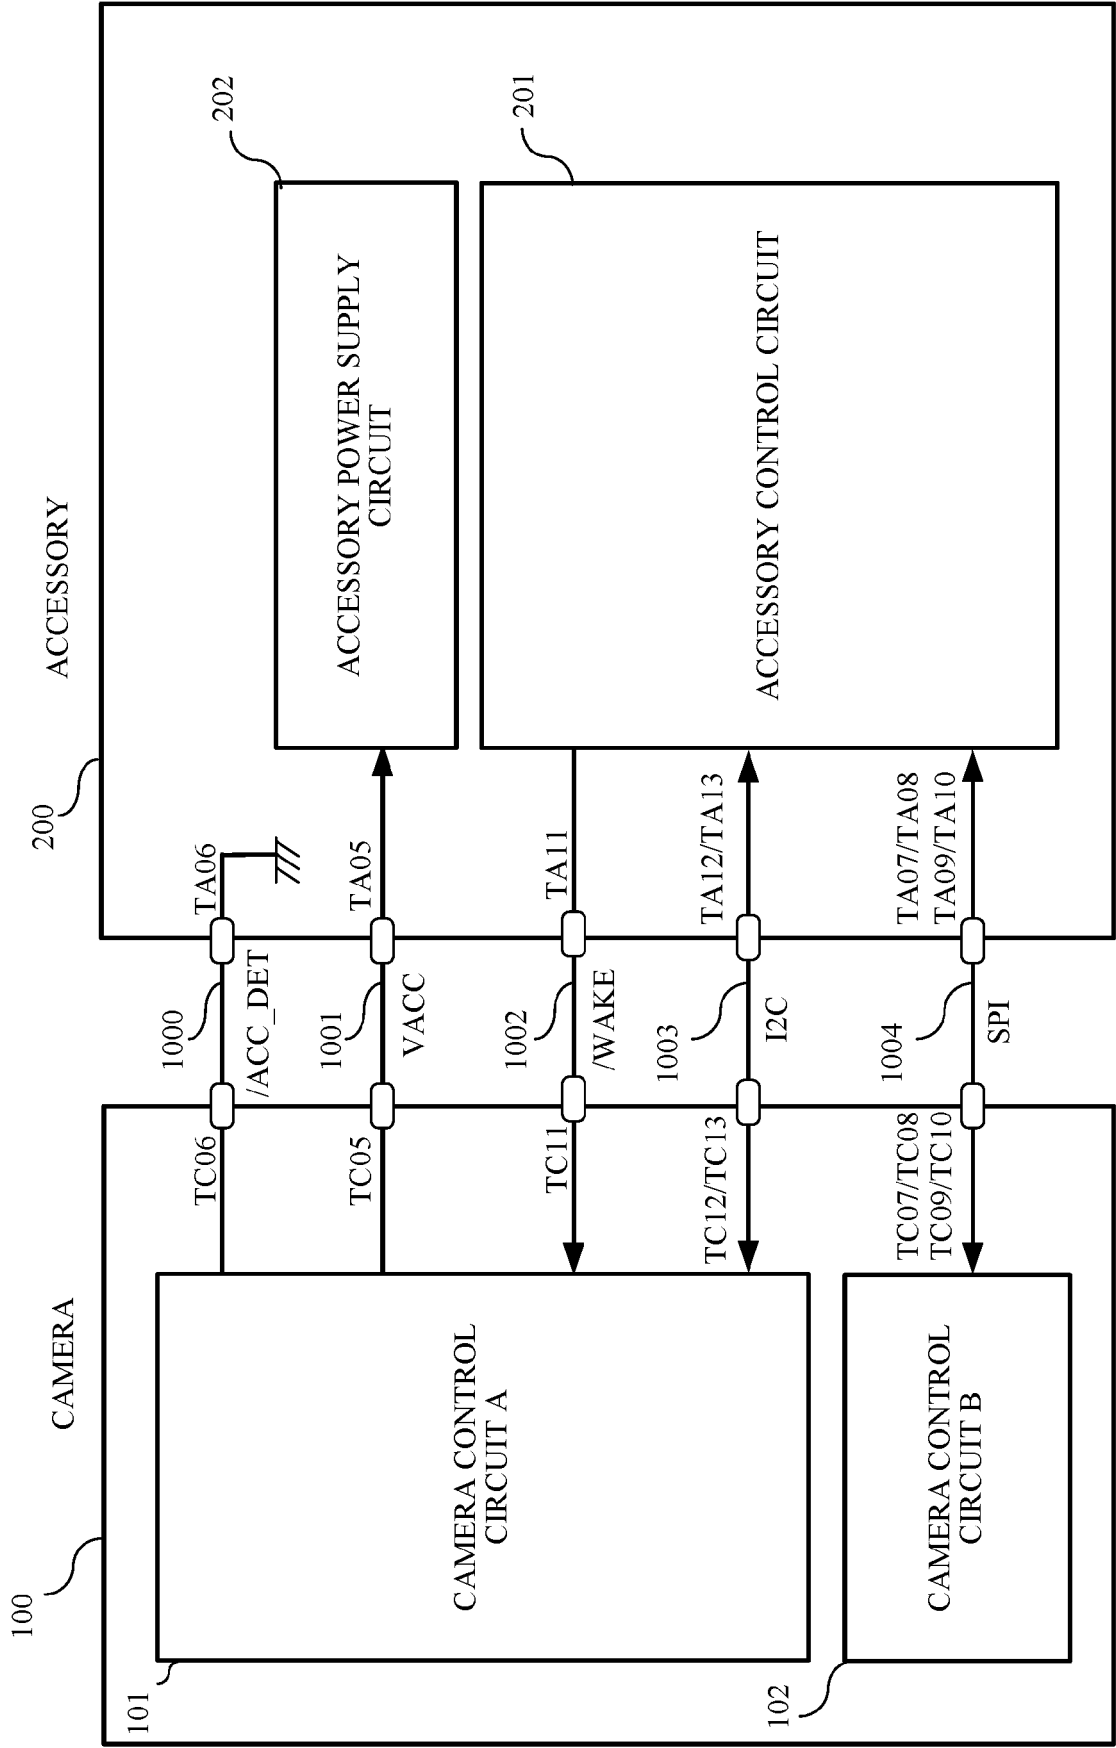 CAMERA
ACCESSORY
100
200
101
102
202
201
CAMERA CONTROL
CIRCUIT A
CAMERA CONTROL
CIRCUIT B
ACCESSORY POWER SUPPLY
CIRCUIT
ACCESSORY CONTROL CIRCUIT
TC06
1000
/ACC_DET
TA06
TC05
1001
VACC
TA05
TC11
1002
/WAKE
TA11
TC12/TC13
1003
I2C
TA12/TA13
TC07/TC08
TC09/TC10
1004
SPI
TA07/TA08
TA09/TA10